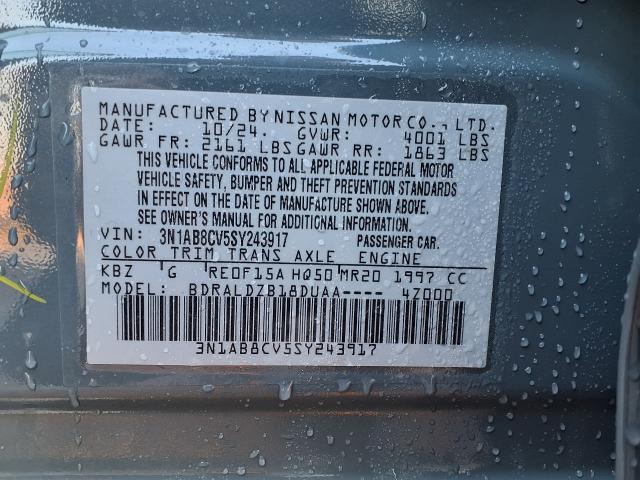 MANUFACTURED BY NISSAN MOTOR CO., LTD.
DATE: 10/24 GVWR: 4001 LBS
GAWR FR: 2161 LBS GAWR RR: 1863 LBS
THIS VEHICLE CONFORMS TO ALL APPLICABLE FEDERAL MOTOR
VEHICLE SAFETY, BUMPER AND THEFT PREVENTION STANDARDS
IN EFFECT ON THE DATE OF MANUFACTURE SHOWN ABOVE.
SEE OWNER'S MANUAL FOR ADDITIONAL INFORMATION.
VIN: 3N1AB8CV5SY243917 PASSENGER CAR.
COLOR TRIM TRANS AXLE ENGINE
KBZ G RE0F15A HQ50 MR20 1997 CC
MODEL: BDRALDZB18DUAA---- 4Z000
3N1AB8CV5SY243917